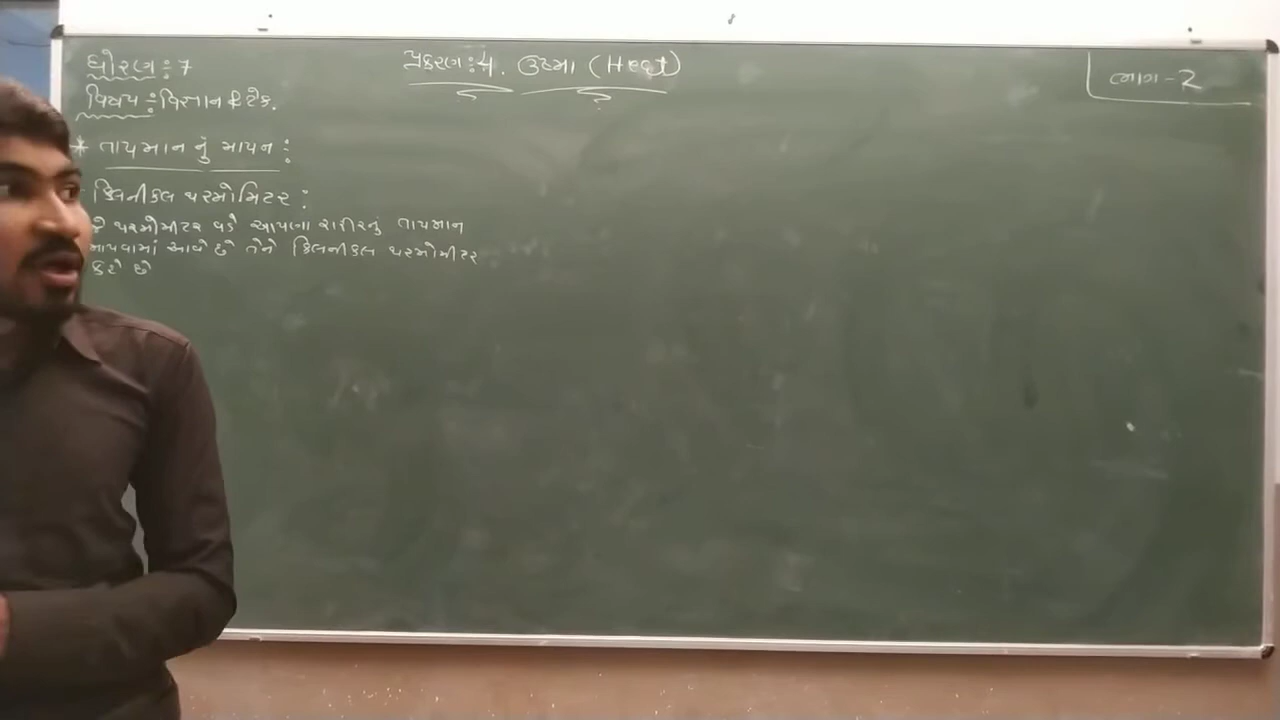 ધોરણ : 7
પ્રકરણ : 4. ઉષ્મા (Heat)
ભાગ - 2
વિષય : વિજ્ઞાન & ટેક.
* તાપમાન નું માપન :
ક્લિનીકલ થરમોમિટર :
જે થરમોમીટર વડે આપણા શરીરનું તાપમાન
માપવામાં આવે છે તેને ક્લિનીકલ થરમોમીટર
કહે છે